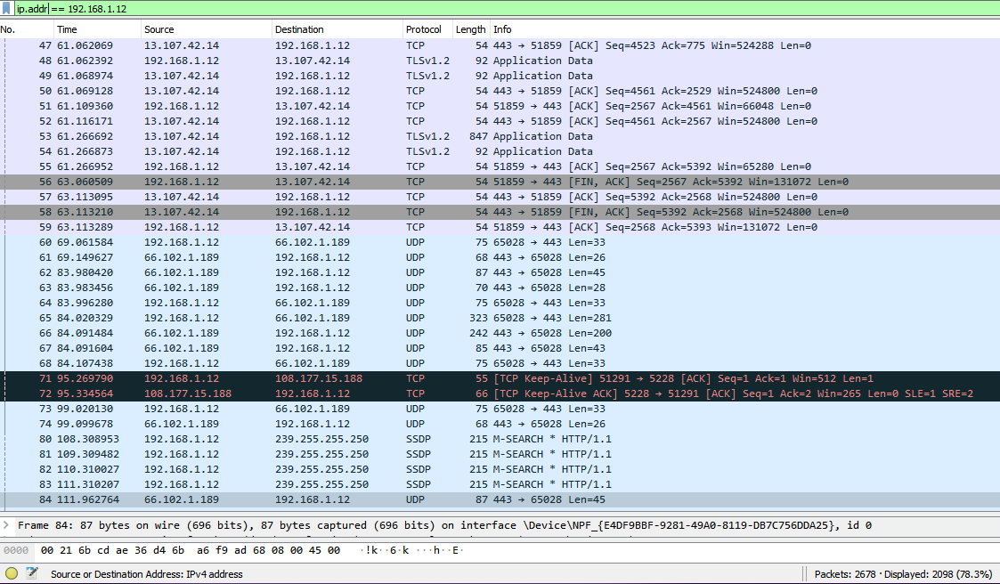 ip.addr == 192.168.1.12
No. Time Source Destination Protocol Length Info
47 61.062069 13.107.42.14 192.168.1.12 TCP 54 443 → 51859 [ACK] Seq=4523 Ack=775 Win=524288 Len=0
48 61.062392 192.168.1.12 13.107.42.14 TLSv1.2 92 Application Data
49 61.068974 13.107.42.14 192.168.1.12 TLSv1.2 92 Application Data
50 61.069128 13.107.42.14 192.168.1.12 TCP 54 443 → 51859 [ACK] Seq=4561 Ack=2529 Win=524800 Len=0
51 61.109360 192.168.1.12 13.107.42.14 TCP 54 443 → 51859 [ACK] Seq=2567 Ack=4561 Win=66048 Len=0
52 61.116171 13.107.42.14 192.168.1.12 TCP 54 443 → 51859 [ACK] Seq=4561 Ack=2567 Win=524800 Len=0
53 61.266692 13.107.42.14 192.168.1.12 TLSv1.2 847 Application Data
54 61.266873 13.107.42.14 192.168.1.12 TLSv1.2 92 Application Data
55 61.266952 192.168.1.12 13.107.42.14 TCP 54 51859 → 443 [ACK] Seq=2567 Ack=5392 Win=65280 Len=0
56 63.060509 192.168.1.12 13.107.42.14 TCP 54 51859 → 443 [FIN, ACK] Seq=2567 Ack=5392 Win=131072 Len=0
57 63.113095 13.107.42.14 192.168.1.12 TCP 54 443 → 51859 [ACK] Seq=5392 Ack=2568 Win=524800 Len=0
58 63.113210 13.107.42.14 192.168.1.12 TCP 54 443 → 51859 [FIN, ACK] Seq=5392 Ack=2568 Win=524800 Len=0
59 63.113289 192.168.1.12 13.107.42.14 TCP 54 51859 → 443 [ACK] Seq=2568 Ack=5393 Win=131072 Len=0
60 69.061584 192.168.1.12 66.102.1.189 UDP 75 65028 → 443 Len=33
61 69.149627 66.102.1.189 192.168.1.12 UDP 68 443 → 65028 Len=26
62 83.980420 66.102.1.189 192.168.1.12 UDP 87 443 → 65028 Len=45
63 83.983456 66.102.1.189 192.168.1.12 UDP 70 443 → 65028 Len=28
64 83.996280 192.168.1.12 66.102.1.189 UDP 75 65028 → 443 Len=33
65 84.020329 192.168.1.12 66.102.1.189 UDP 323 65028 → 443 Len=281
66 84.091484 66.102.1.189 192.168.1.12 UDP 242 443 → 65028 Len=200
67 84.091604 66.102.1.189 192.168.1.12 UDP 85 443 → 65028 Len=43
68 84.107438 192.168.1.12 66.102.1.189 UDP 75 65028 → 443 Len=33
71 95.269790 192.168.1.12 108.177.15.188 TCP 55 [TCP Keep-Alive] 51291 → 5228 [ACK] Seq=1 Ack=1 Win=512 Len=1
72 95.334564 108.177.15.188 192.168.1.12 TCP 66 [TCP Keep-Alive ACK] 5228 → 51291 [ACK] Seq=1 Ack=2 Win=265 Len=0 SLE=1 SRE=2
73 99.020130 192.168.1.12 66.102.1.189 UDP 75 65028 → 443 Len=33
74 99.099678 66.102.1.189 192.168.1.12 UDP 68 443 → 65028 Len=26
80 108.308953 192.168.1.12 239.255.255.250 SSDP 215 M-SEARCH * HTTP/1.1
81 109.309482 192.168.1.12 239.255.255.250 SSDP 215 M-SEARCH * HTTP/1.1
82 110.310027 192.168.1.12 239.255.255.250 SSDP 215 M-SEARCH * HTTP/1.1
83 111.310207 192.168.1.12 239.255.255.250 SSDP 215 M-SEARCH * HTTP/1.1
84 111.962764 66.102.1.189 192.168.1.12 UDP 87 443 → 65028 Len=45
Frame 84: 87 bytes on wire (696 bits), 87 bytes captured (696 bits) on interface \Device\NPF_{E4DF9BBF-9281-49A0-8119-DB7C756DDA25}, id 0
0000 00 21 6b cd ae 36 d4 6b a6 f9 ad 68 08 00 45 00 ·!k··6·k ···h··E·
Source or Destination Address: IPv4 address Packets: 2678 · Displayed: 2098 (78.3%)